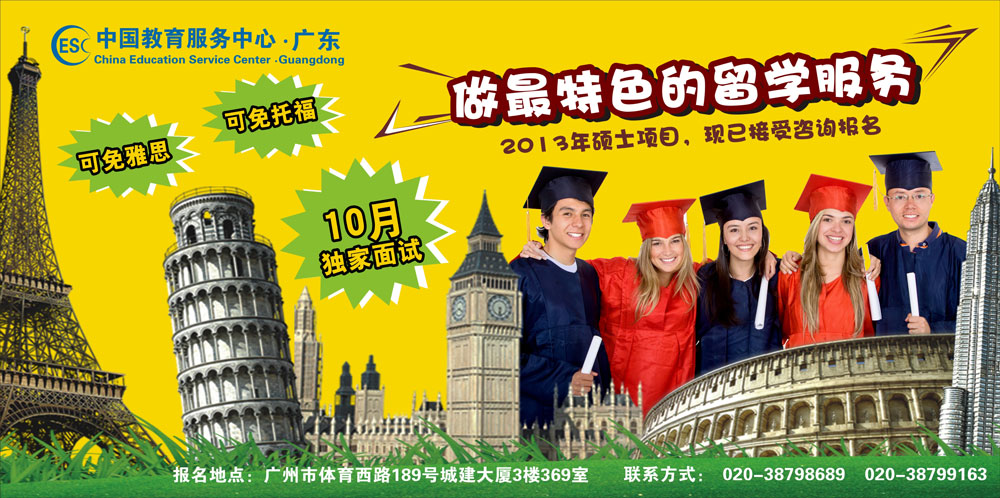 CESC 中国教育服务中心·广东
China Education Service Center .Guangdong
做最特色的留学服务
2013年硕士项目，现已接受咨询报名
可免托福
可免雅思
10月
独家面试
报名地点：广州市体育西路189号城建大厦3楼369室 联系方式： 020-38798689 020-38799163